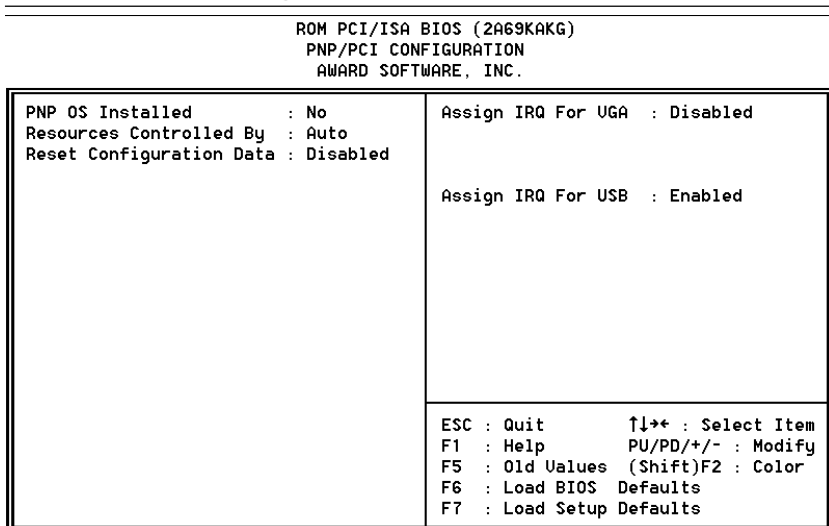 ROM PCI/ISA BIOS (2A69KAKG)
PNP/PCI CONFIGURATION
AWARD SOFTWARE, INC.
PNP OS Installed : No
Resources Controlled By : Auto
Reset Configuration Data : Disabled
Assign IRQ For VGA : Disabled
Assign IRQ For USB : Enabled
ESC : Quit ↑↓→← : Select Item
F1 : Help PU/PD/+/- : Modify
F5 : Old Values (Shift)F2 : Color
F6 : Load BIOS Defaults
F7 : Load Setup Defaults